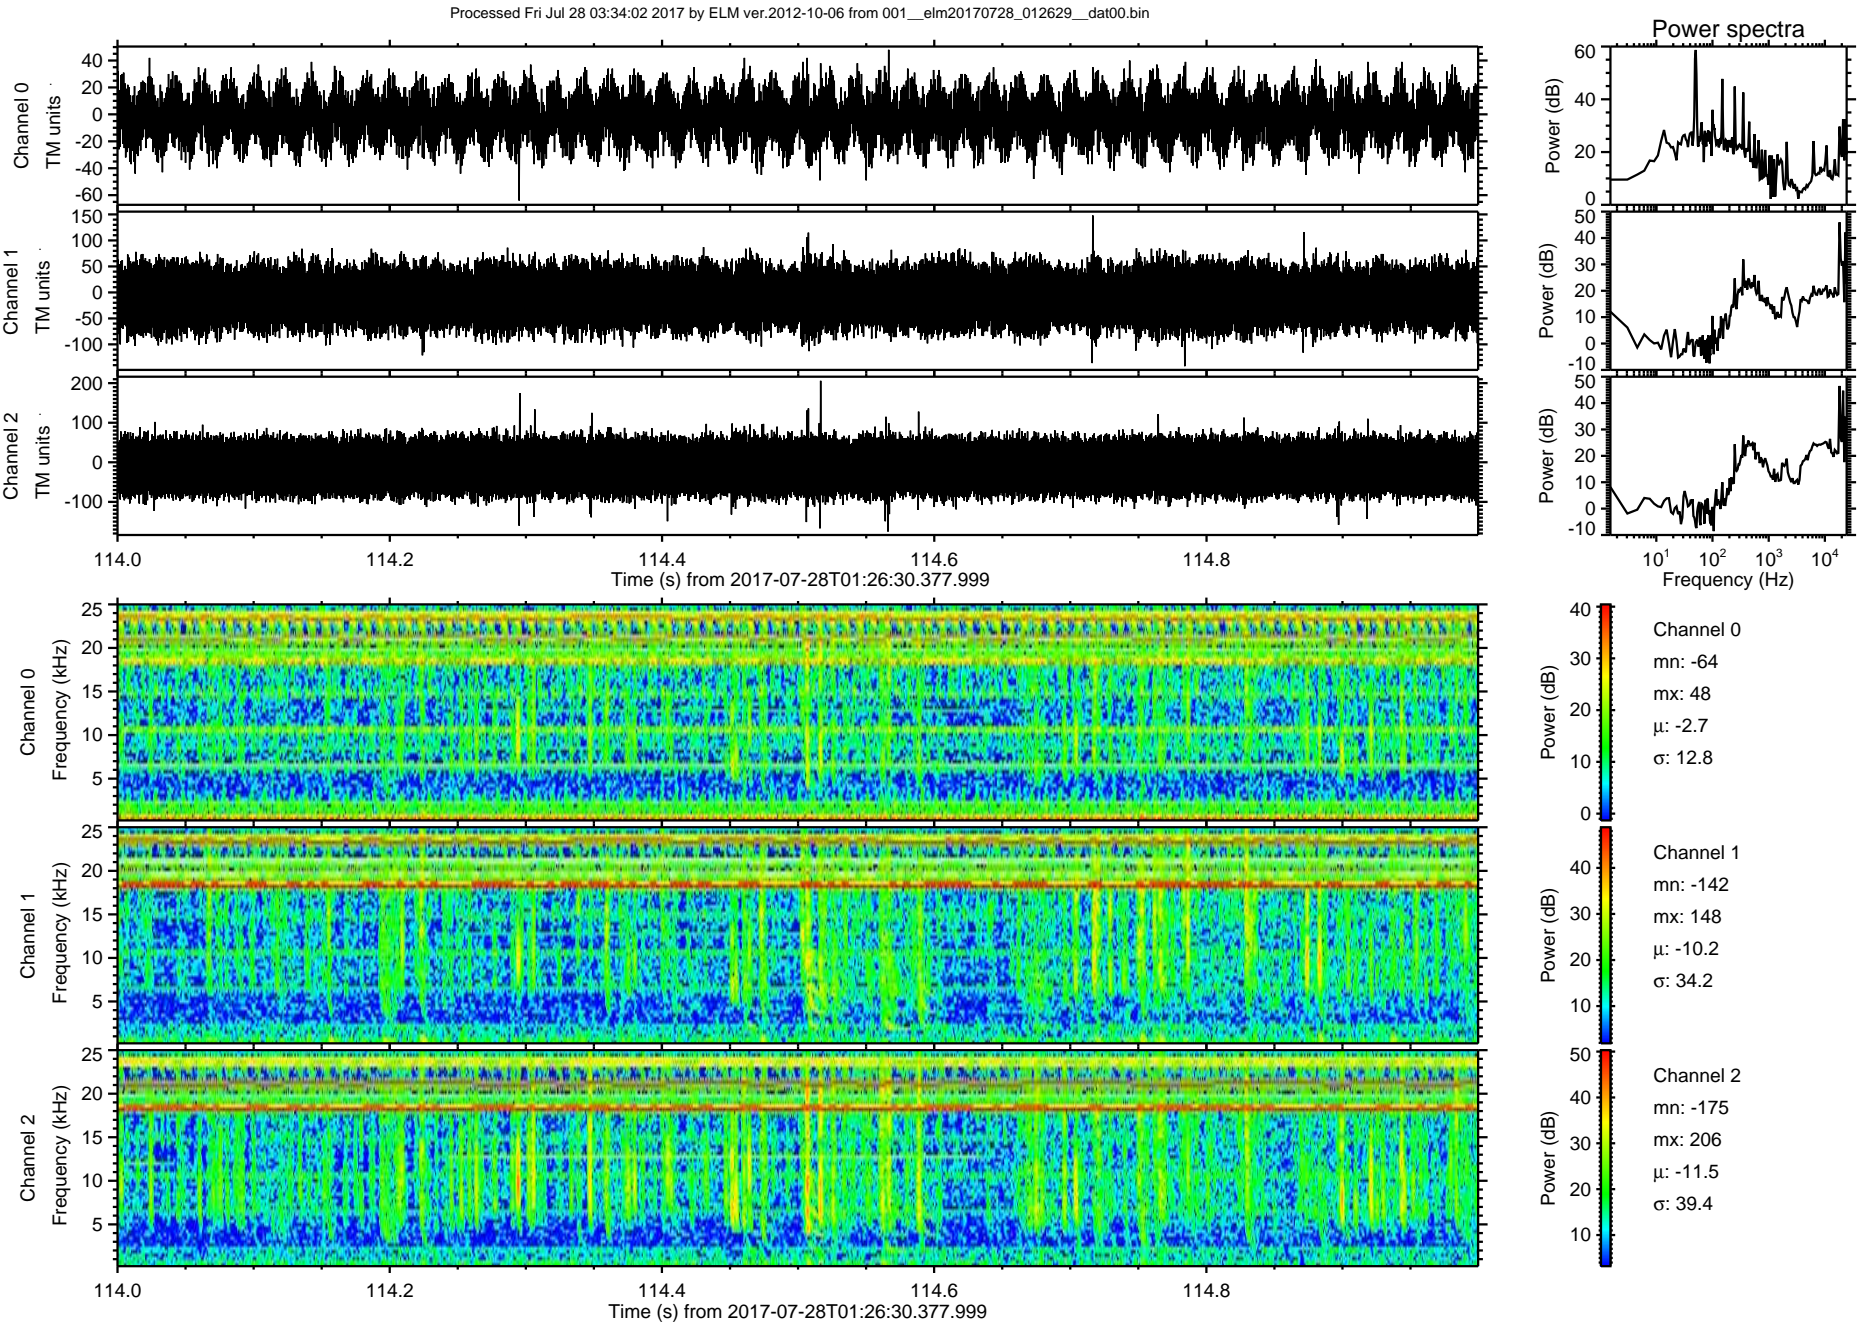 Processed Fri Jul 28 03:34:02 2017 by ELM ver.2012-10-06 from 001__elm20170728_012629__dat00.bin
Power spectra
Channel 0
TM units
40
20
0
-20
-40
-60
Power (dB)
60
40
20
0
Channel 1
TM units
150
100
50
0
-50
-100
Power (dB)
50
40
30
20
10
0
-10
Channel 2
TM units
200
100
0
-100
Power (dB)
50
40
30
20
10
0
-10
114.0 114.2 114.4 114.6 114.8
Time (s) from 2017-07-28T01:26:30.377.999
10^1 10^2 10^3 10^4
Frequency (Hz)
Channel 0
Frequency (kHz)
25
20
15
10
5
Power (dB)
40
30
20
10
0
Channel 0
mn: -64
mx: 48
μ: -2.7
σ: 12.8
Channel 1
Frequency (kHz)
25
20
15
10
5
Power (dB)
40
30
20
10
Channel 1
mn: -142
mx: 148
μ: -10.2
σ: 34.2
Channel 2
Frequency (kHz)
25
20
15
10
5
Power (dB)
50
40
30
20
10
Channel 2
mn: -175
mx: 206
μ: -11.5
σ: 39.4
114.0 114.2 114.4 114.6 114.8
Time (s) from 2017-07-28T01:26:30.377.999